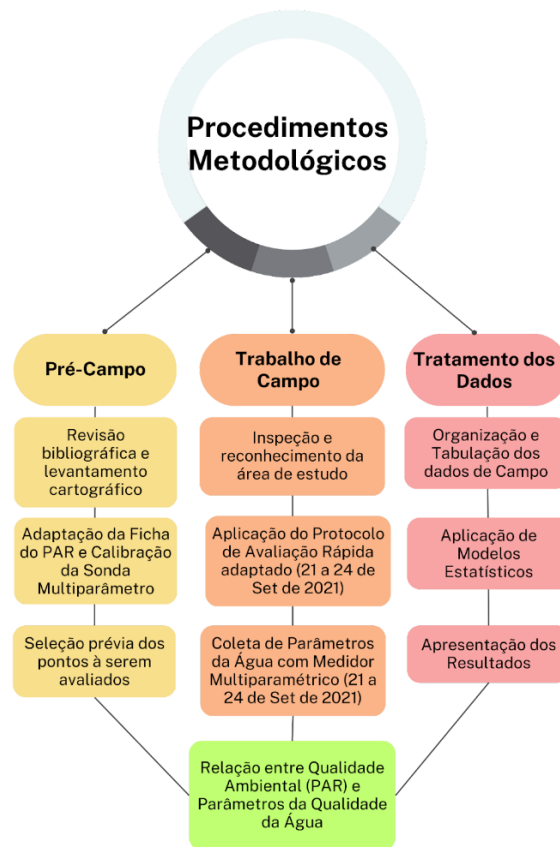 Procedimentos
Metodológicos
Pré-Campo
Revisão
bibliográfica e
levantamento
cartográfico
Adaptação da Ficha
do PAR e Calibração
da Sonda
Multiparâmetro
Seleção prévia dos
pontos à serem
avaliados
Trabalho de
Campo
Inspeção e
reconhecimento da
área de estudo
Aplicação do Protocolo
de Avaliação Rápida
adaptado (21 a 24 de
Set de 2021)
Coleta de Parâmetros
da Água com Medidor
Multiparamétrico (21 a
24 de Set de 2021)
Tratamento dos
Dados
Organização e
Tabulação dos
dados de Campo
Aplicação de
Modelos
Estatísticos
Apresentação dos
Resultados
Relação entre Qualidade
Ambiental (PAR) e
Parâmetros da Qualidade
da Água